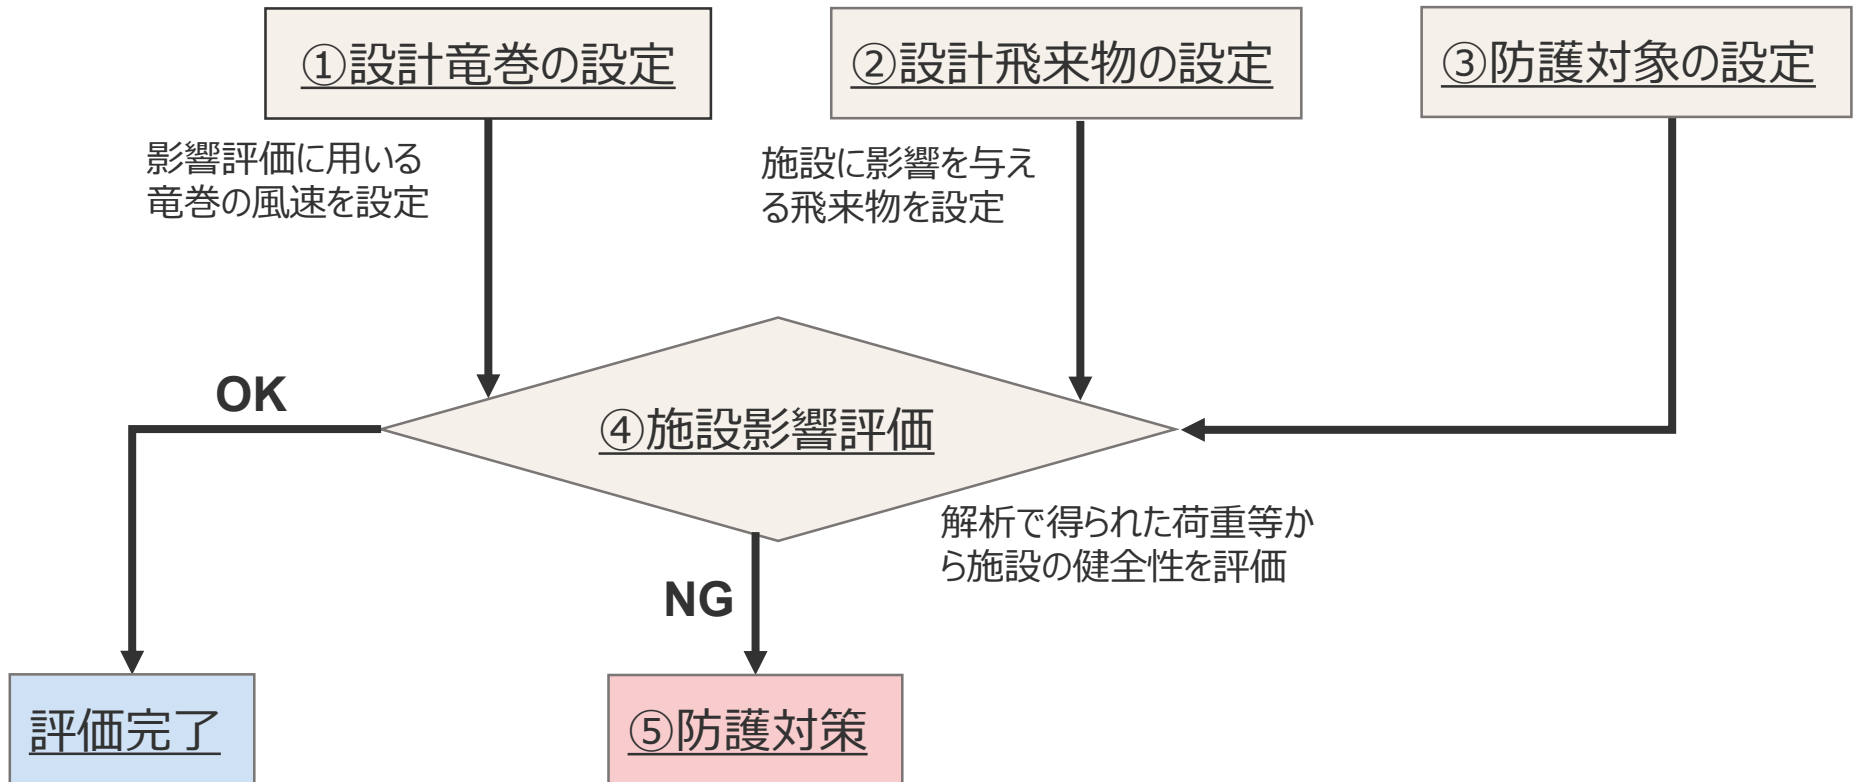 ①設計竜巻の設定
②設計飛来物の設定
③防護対象の設定
影響評価に用いる
竜巻の風速を設定
施設に影響を与え
る飛来物を設定
OK
④施設影響評価
解析で得られた荷重等か
ら施設の健全性を評価
NG
評価完了
⑤防護対策